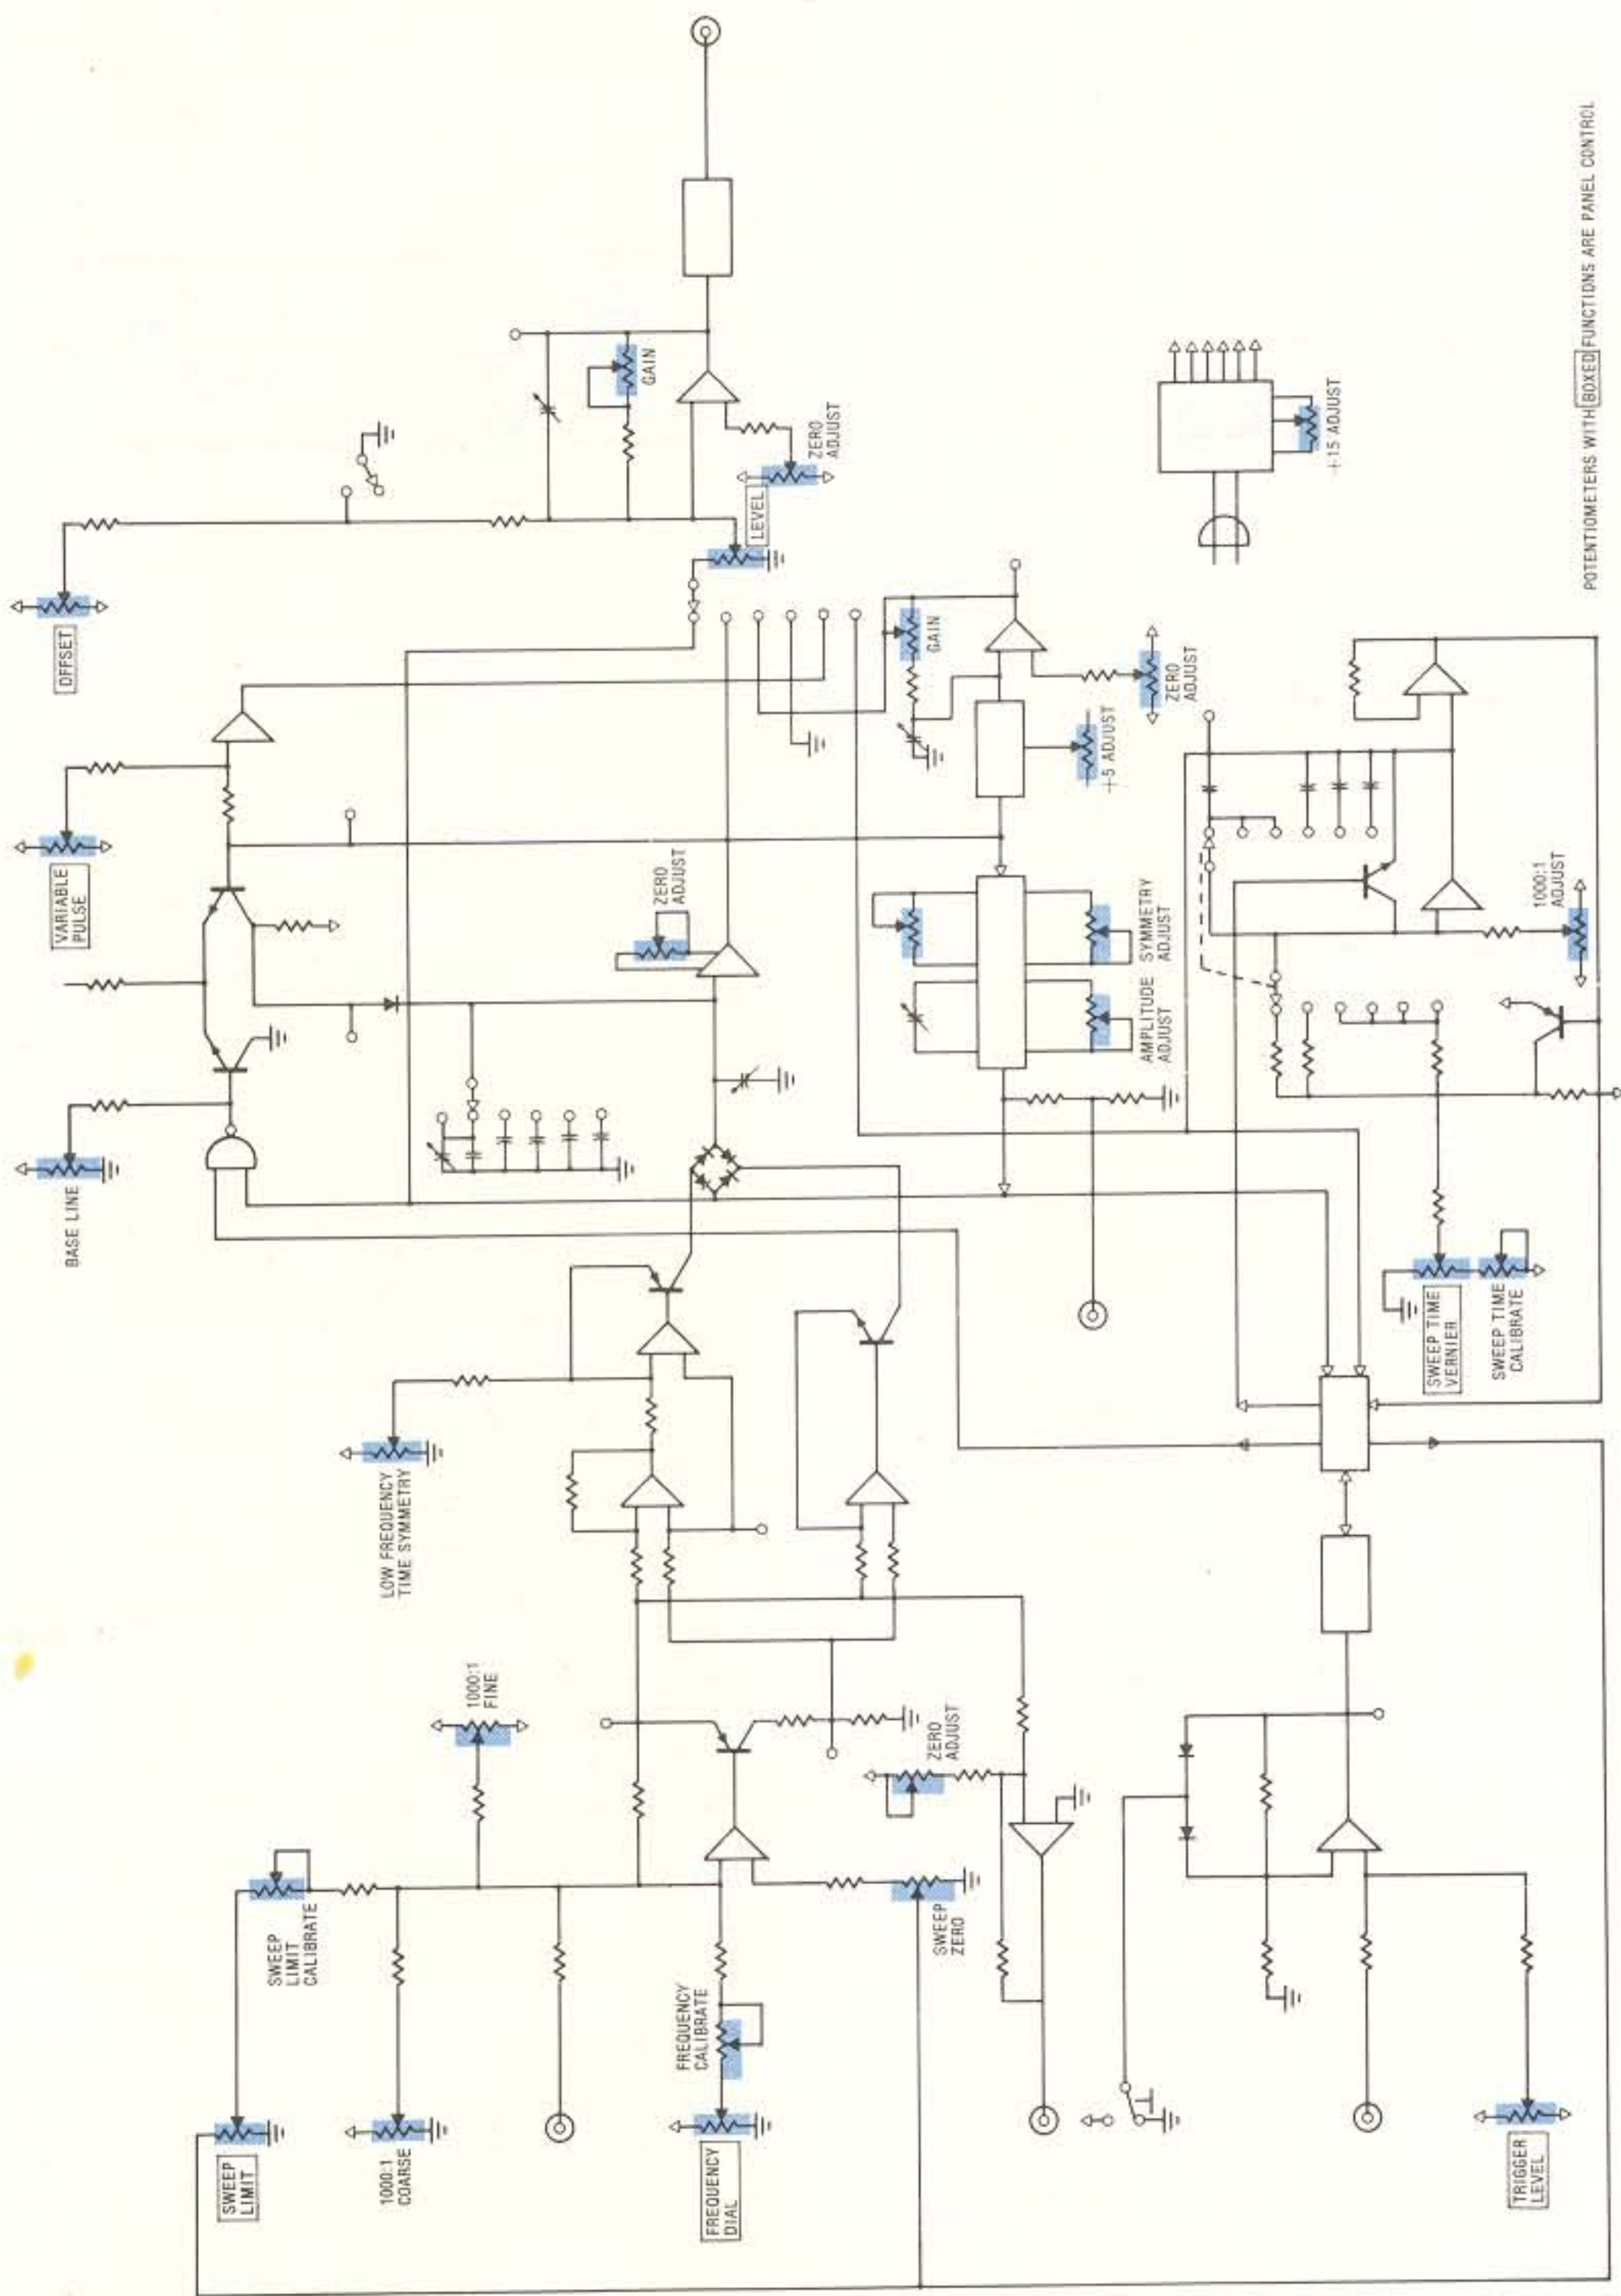 SWEEP
LIMIT
SWEEP
LIMIT
CALIBRATE
1000:1
COARSE
1000:1
FINE
FREQUENCY
DIAL
FREQUENCY
CALIBRATE
SWEEP
ZERO
ZERO
ADJUST
TRIGGER
LEVEL
LOW FREQUENCY
TIME SYMMETRY
BASE LINE
VARIABLE
PULSE
OFFSET
ZERO
ADJUST
LEVEL
GAIN
ZERO
ADJUST
AMPLITUDE
ADJUST
SYMMETRY
ADJUST
+5 ADJUST
GAIN
ZERO
ADJUST
SWEEP TIME
VERNIER
SWEEP TIME
CALIBRATE
1000:1
ADJUST
+15 ADJUST
POTENTIOMETERS WITH BOXED FUNCTIONS ARE PANEL CONTROL